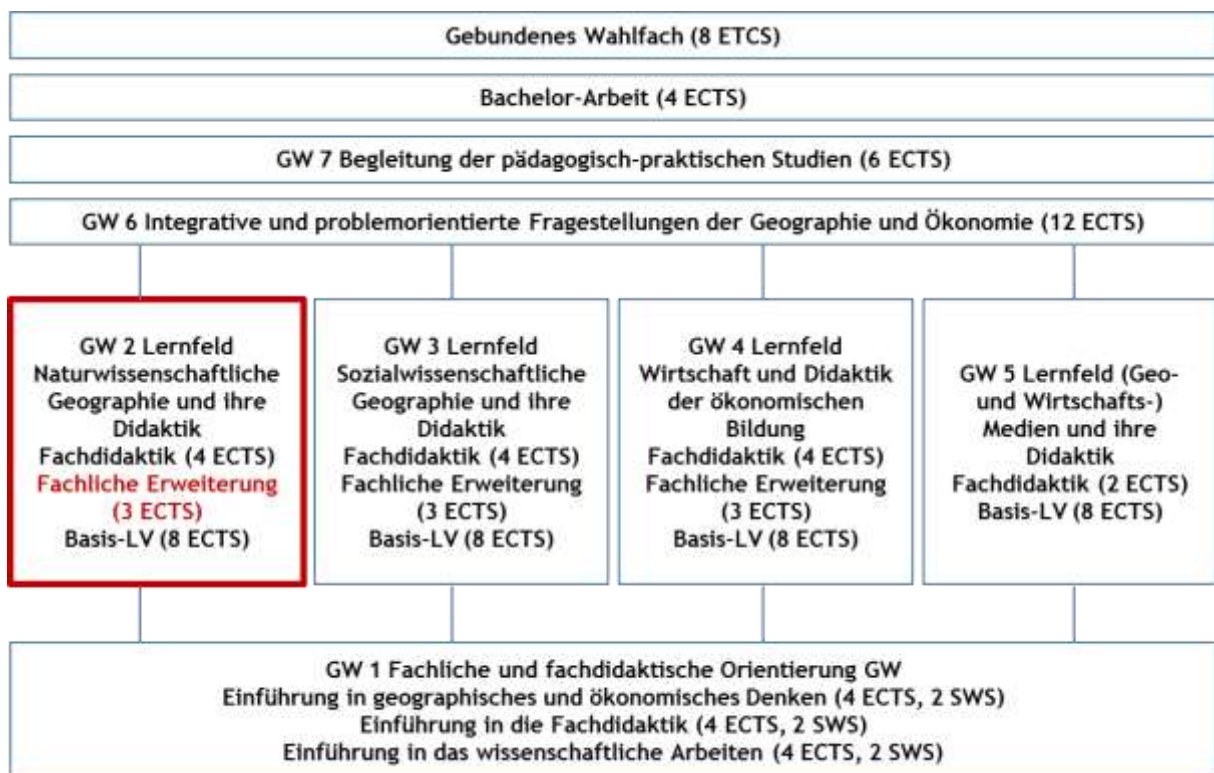 Gebundenes Wahlfach (8 ETCS)
Bachelor-Arbeit (4 ECTS)
GW 7 Begleitung der pädagogisch-praktischen Studien (6 ECTS)
GW 6 Integrative und problemorientierte Fragestellungen der Geographie und Ökonomie (12 ECTS)
GW 2 Lernfeld
Naturwissenschaftliche
Geographie und ihre
Didaktik
Fachdidaktik (4 ECTS)
Fachliche Erweiterung
(3 ECTS)
Basis-LV (8 ECTS)
GW 3 Lernfeld
Sozialwissenschaftliche
Geographie und ihre
Didaktik
Fachdidaktik (4 ECTS)
Fachliche Erweiterung
(3 ECTS)
Basis-LV (8 ECTS)
GW 4 Lernfeld
Wirtschaft und Didaktik
der ökonomischen
Bildung
Fachdidaktik (4 ECTS)
Fachliche Erweiterung
(3 ECTS)
Basis-LV (8 ECTS)
GW 5 Lernfeld (Geo-
und Wirtschafts-)
Medien und ihre
Didaktik
Fachdidaktik (2 ECTS)
Basis-LV (8 ECTS)
GW 1 Fachliche und fachdidaktische Orientierung GW
Einführung in geographisches und ökonomisches Denken (4 ECTS, 2 SWS)
Einführung in die Fachdidaktik (4 ECTS, 2 SWS)
Einführung in das wissenschaftliche Arbeiten (4 ECTS, 2 SWS)